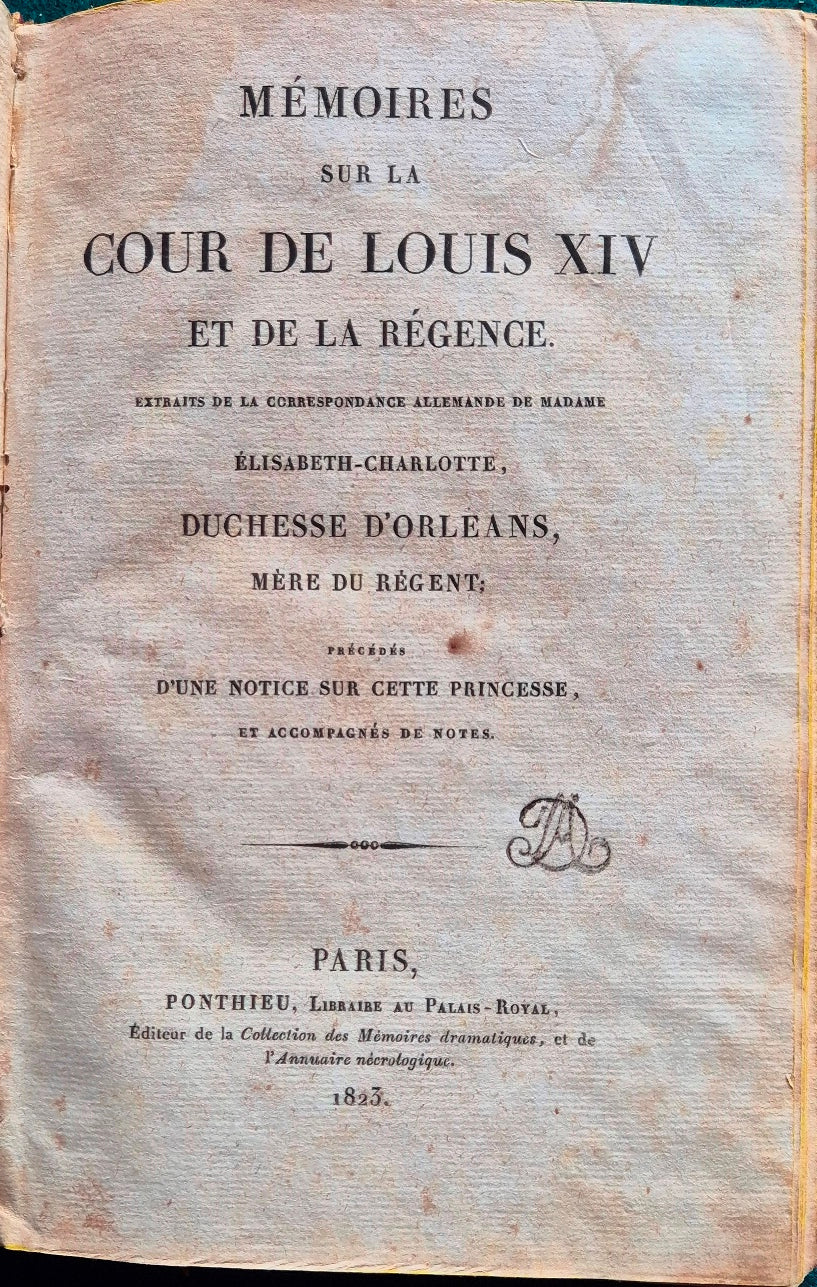 MÉMOIRES
SUR LA
COUR DE LOUIS XIV
ET DE LA RÉGENCE.
EXTRAITS DE LA CORRESPONDANCE ALLEMANDE DE MADAME
ÉLISABETH-CHARLOTTE,
DUCHESSE D'ORLEANS,
MÈRE DU RÉGENT;
PRÉCÉDÉS
D'UNE NOTICE SUR CETTE PRINCESSE,
ET ACCOMPAGNÉS DE NOTES.
PARIS,
PONTHIEU, LIBRAIRE AU PALAIS-ROYAL,
Éditeur de la Collection des Mémoires dramatiques, et de
l'Annuaire nécrologique.
1823.